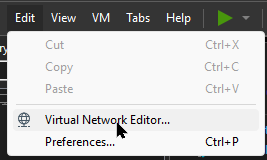 Edit View VM Tabs Help
Cut Ctrl+X
Copy Ctrl+C
Paste Ctrl+V
Virtual Network Editor...
Preferences... Ctrl+P